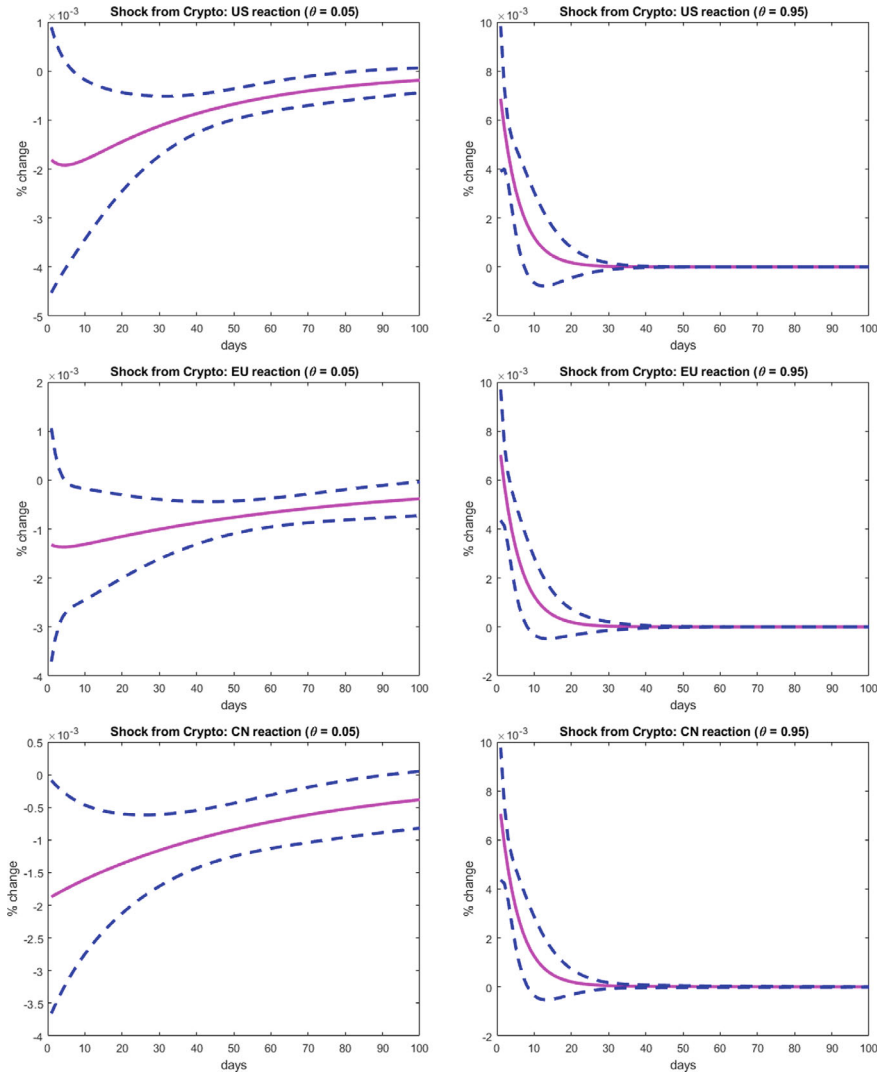 Shock from Crypto: US reaction (θ = 0.05)
×10⁻³
1
0
-1
-2
-3
-4
-5
% change
0 10 20 30 40 50 60 70 80 90 100
days
Shock from Crypto: US reaction (θ = 0.95)
10 ×10⁻³
8
6
4
2
0
-2
% change
0 10 20 30 40 50 60 70 80 90 100
days
Shock from Crypto: EU reaction (θ = 0.05)
2 ×10⁻³
1
0
-1
-2
-3
-4
% change
0 10 20 30 40 50 60 70 80 90 100
days
Shock from Crypto: EU reaction (θ = 0.95)
10 ×10⁻³
8
6
4
2
0
-2
% change
0 10 20 30 40 50 60 70 80 90 100
days
Shock from Crypto: CN reaction (θ = 0.05)
0.5 ×10⁻³
0
-0.5
-1
-1.5
-2
-2.5
-3
-3.5
-4
% change
0 10 20 30 40 50 60 70 80 90 100
days
Shock from Crypto: CN reaction (θ = 0.95)
10 ×10⁻³
8
6
4
2
0
-2
% change
0 10 20 30 40 50 60 70 80 90 100
days